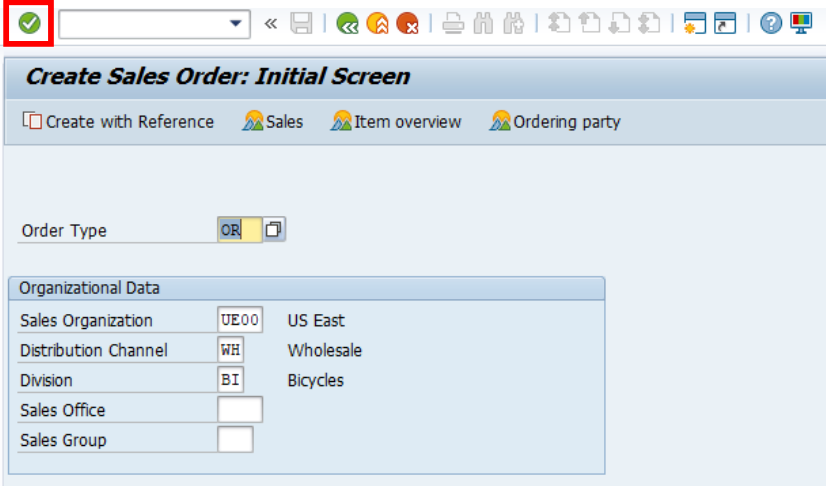 Create Sales Order: Initial Screen
Create with Reference Sales Item overview Ordering party
Order Type OR
Organizational Data
Sales Organization UE00 US East
Distribution Channel WH Wholesale
Division BI Bicycles
Sales Office
Sales Group